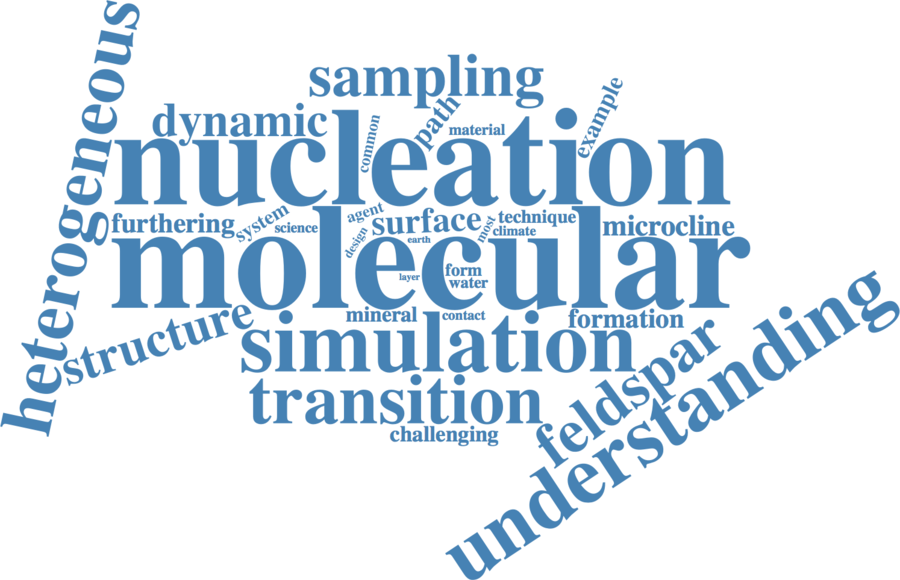 heterogeneous
sampling
dynamic
common
path
material
example
nucleation
furthering
system
science
agent
design
surface
earth
most
technique
climate
microcline
molecular
layer
form
water
structure
mineral
contact
formation
simulation
transition
challenging
feldspar
understanding